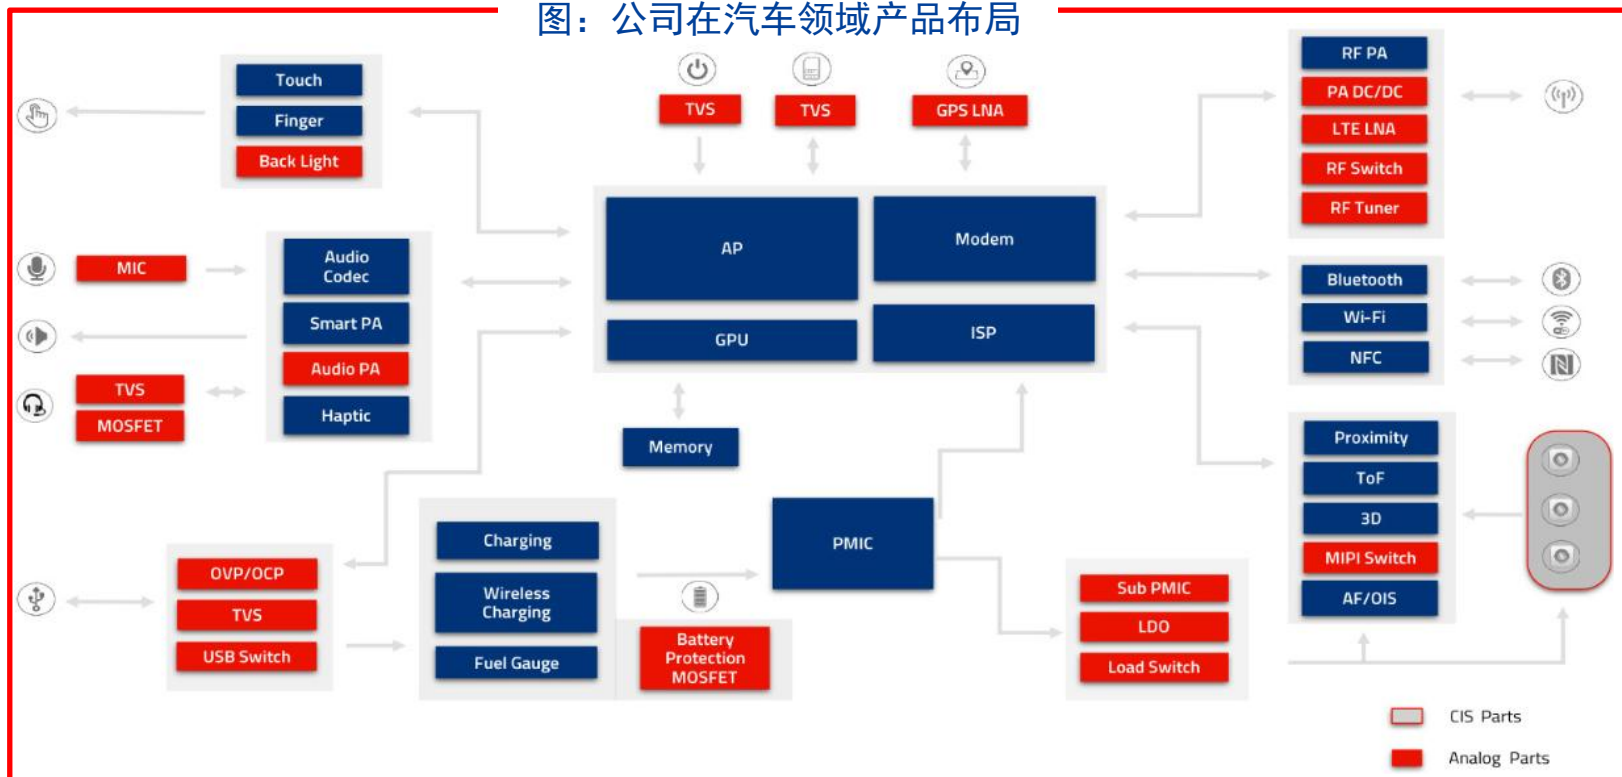 图：公司在汽车领域产品布局
Touch
Finger
Back Light
TVS
TVS
GPS LNA
RF PA
PA DC/DC
LTE LNA
RF Switch
RF Tuner
MIC
Audio
Codec
Smart PA
Audio PA
Haptic
TVS
MOSFET
AP
Modem
GPU
ISP
Memory
Bluetooth
Wi-Fi
NFC
Proximity
ToF
3D
MIPI Switch
AF/OIS
OVP/OCP
TVS
USB Switch
Charging
Wireless
Charging
Fuel Gauge
Battery
Protection
MOSFET
PMIC
Sub PMIC
LDO
Load Switch
CIS Parts
Analog Parts